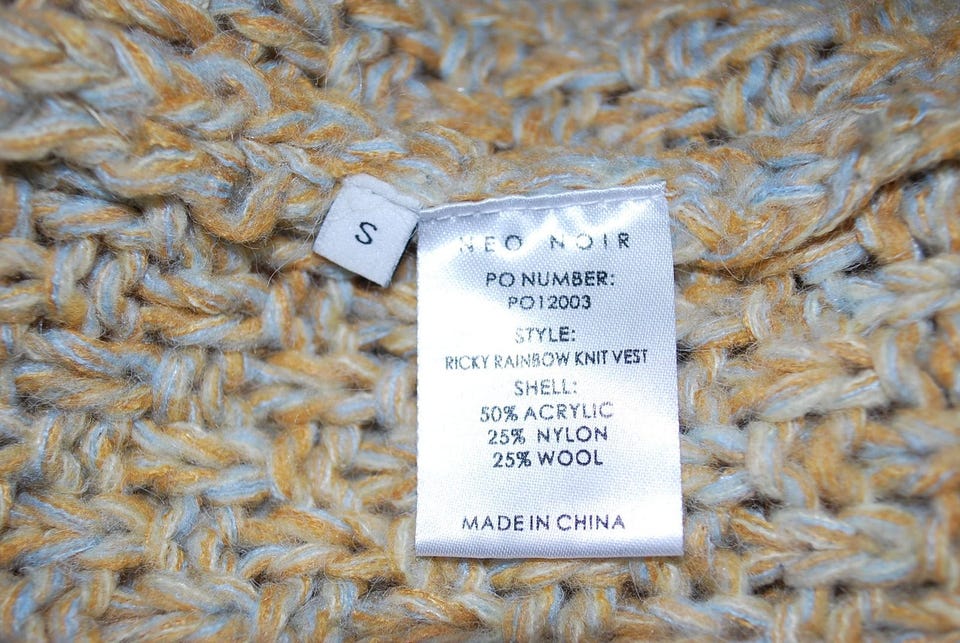 S
NEO NOIR
PO NUMBER:
PO12003
STYLE:
RICKY RAINBOW KNIT VEST
SHELL:
50% ACRYLIC
25% NYLON
25% WOOL
MADE IN CHINA